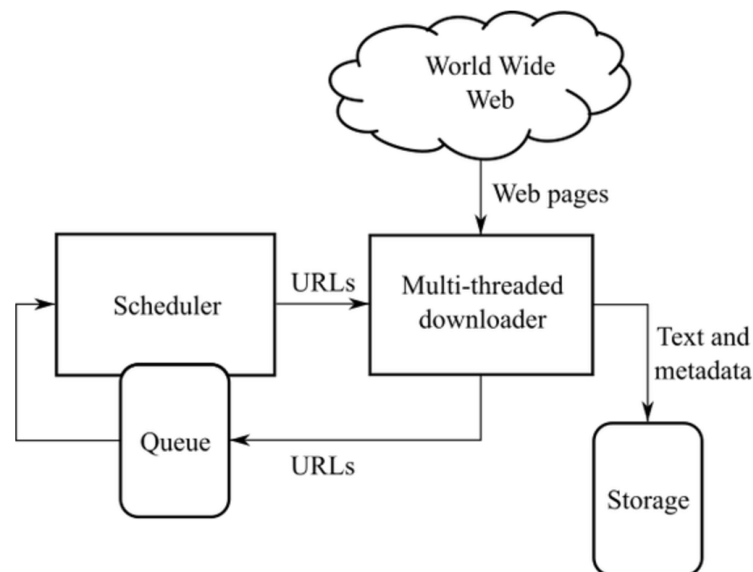 World Wide
Web
Web pages
Scheduler
URLs
Multi-threaded
downloader
Text and
metadata
Queue
URLs
Storage